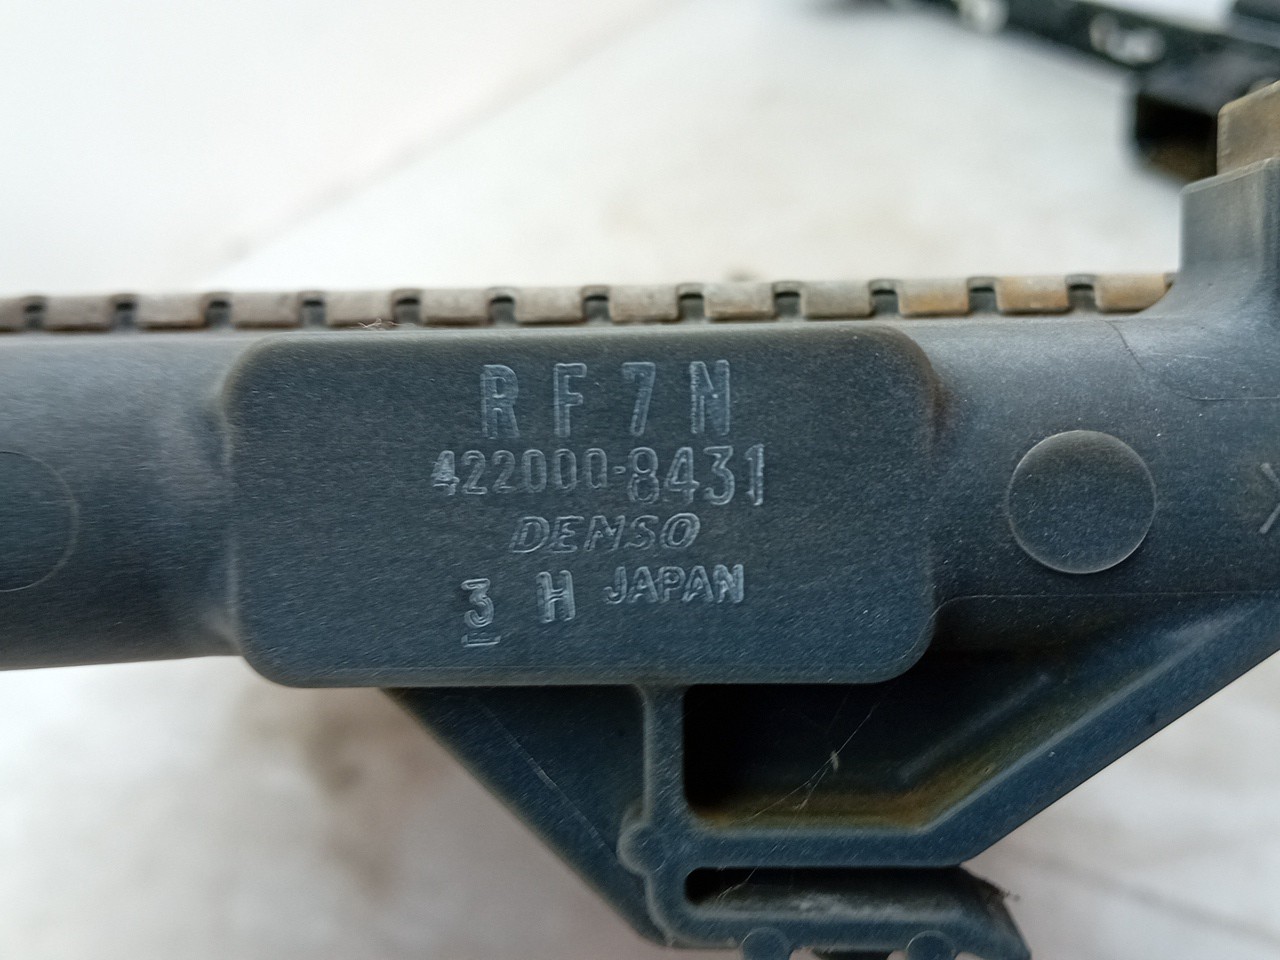 RF7N
422000-8431
DENSO
3 H JAPAN